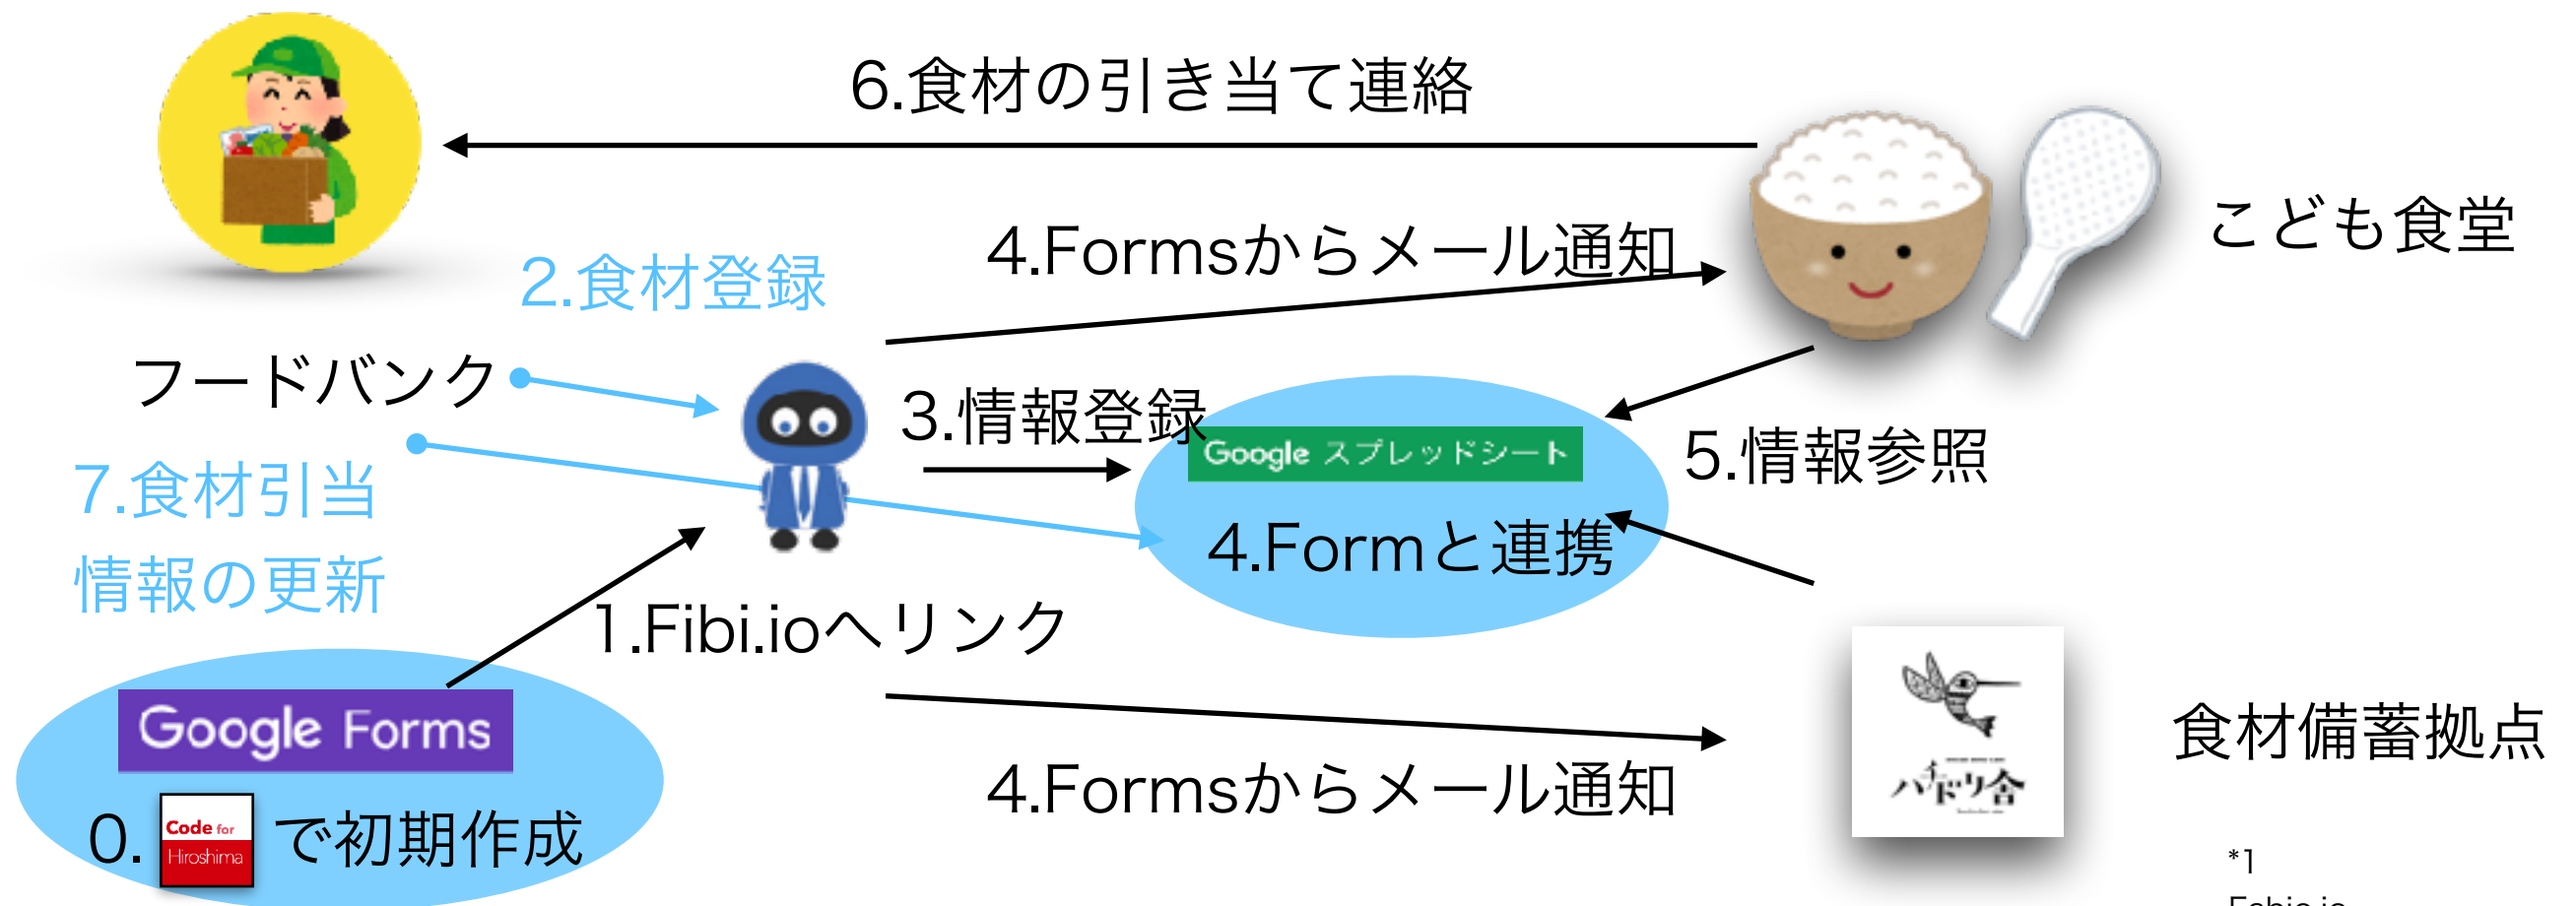 6.食材の引き当て連絡
こども食堂
4.Formsからメール通知
2.食材登録
フードバンク
3.情報登録
Google スプレッドシート
5.情報参照
7.食材引当
情報の更新
4.Formと連携
1.Fibi.ioへリンク
Google Forms
4.Formsからメール通知
食材備蓄拠点
ハチドリ舎
0. Code for Hiroshima で初期作成
*1